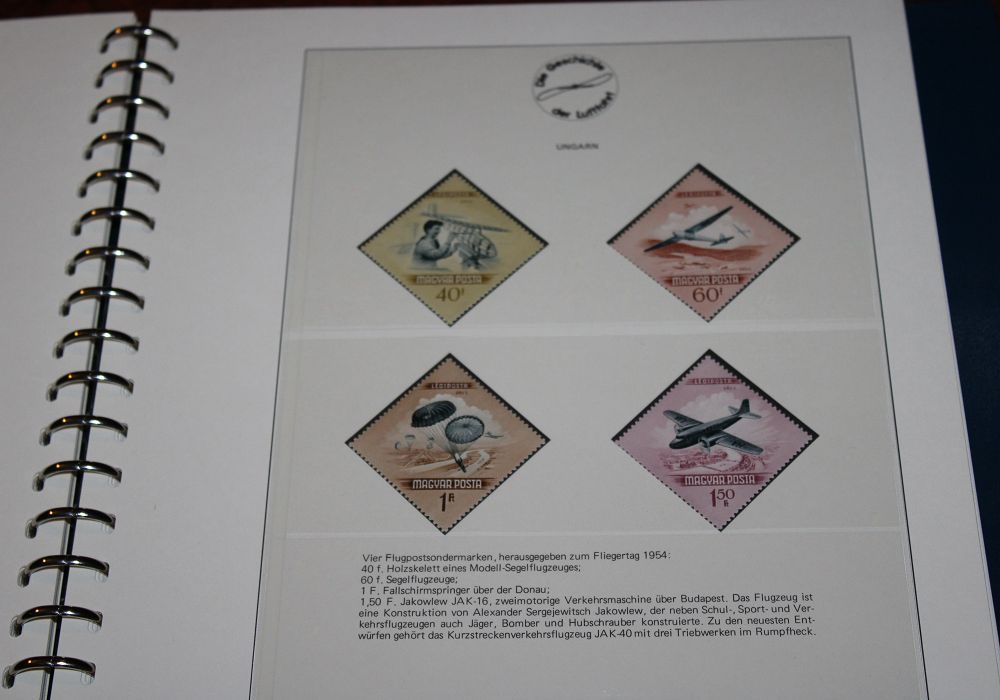 Die Geschichte
der Luftfahrt
UNGARN
LÉGIPOSTA
MAGYAR POSTA
40f
LÉGIPOSTA
MAGYAR POSTA
60f
LÉGIPOSTA
MAGYAR POSTA
1 Ft
LÉGIPOSTA
MAGYAR POSTA
1 50 Ft
Vier Flugpostsondermarken, herausgegeben zum Fliegertag 1954:
40 f. Holzskelett eines Modell-Segelflugzeuges;
60 f. Segelflugzeuge;
1 F. Fallschirmspringer über der Donau;
1,50 F. Jakowlew JAK-16, zweimotorige Verkehrsmaschine über Budapest. Das Flugzeug ist
eine Konstruktion von Alexander Sergejewitsch Jakowlew, der neben Schul-, Sport- und Ver-
kehrsflugzeugen auch Jäger, Bomber und Hubschrauber konstruierte. Zu den neuesten Ent-
würfen gehört das Kurzstreckenverkehrsflugzeug JAK-40 mit drei Triebwerken im Rumpfheck.